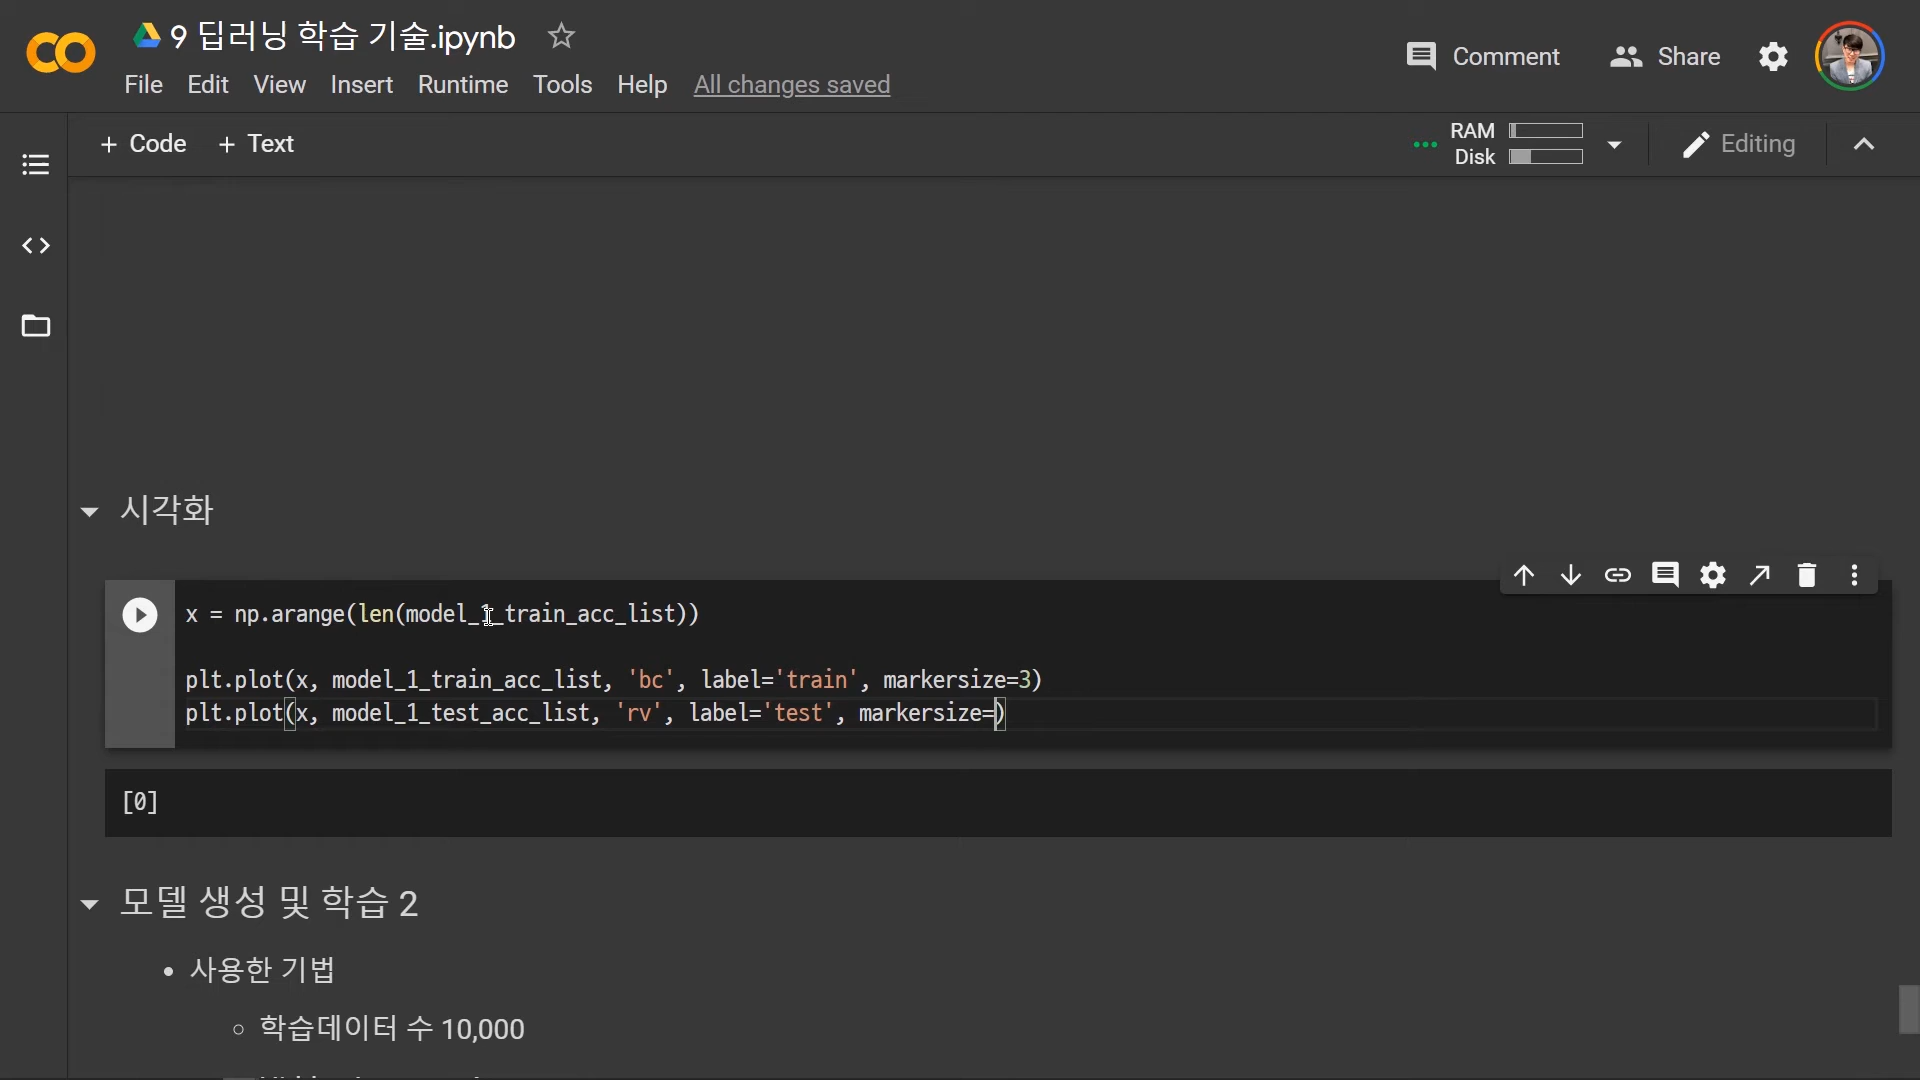 9 딥러닝 학습 기술.ipynb
Comment
Share
File Edit View Insert Runtime Tools Help All changes saved
+ Code + Text
RAM
Disk
Editing
시각화
x = np.arange(len(model_1_train_acc_list))
plt.plot(x, model_1_train_acc_list, 'bc', label='train', markersize=3)
plt.plot(x, model_1_test_acc_list, 'rv', label='test', markersize=)
[0]
모델 생성 및 학습 2
• 사용한 기법
○ 학습데이터 수 10,000